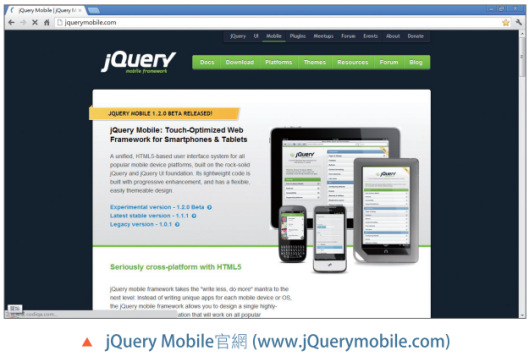 jQuery Mobile | jQuery M
jquerymobile.com
jQuery UI Mobile Plugins Meetups Forum Events About Donate
jQuery
mobile framework
Docs Download Platforms Themes Resources Forum Blog
JQUERY MOBILE 1.2.0 BETA RELEASED!
jQuery Mobile: Touch-Optimized Web
Framework for Smartphones & Tablets
A unified, HTML5-based user interface system for all
popular mobile device platforms, built on the rock-solid
jQuery and jQuery UI foundation. Its lightweight code is
built with progressive enhancement, and has a flexible,
easily themeable design.
Experimental version - 1.2.0 Beta
Latest stable version - 1.1.1
Legacy version - 1.0.1
Seriously cross-platform with HTML5
jQuery mobile framework takes the "write less, do more" mantra to the
next level: Instead of writing unique apps for each mobile device or OS,
the jQuery mobile framework allows you to design a single highly-
ation that will work on all popular
▲ jQuery Mobile官網 (www.jQuerymobile.com)